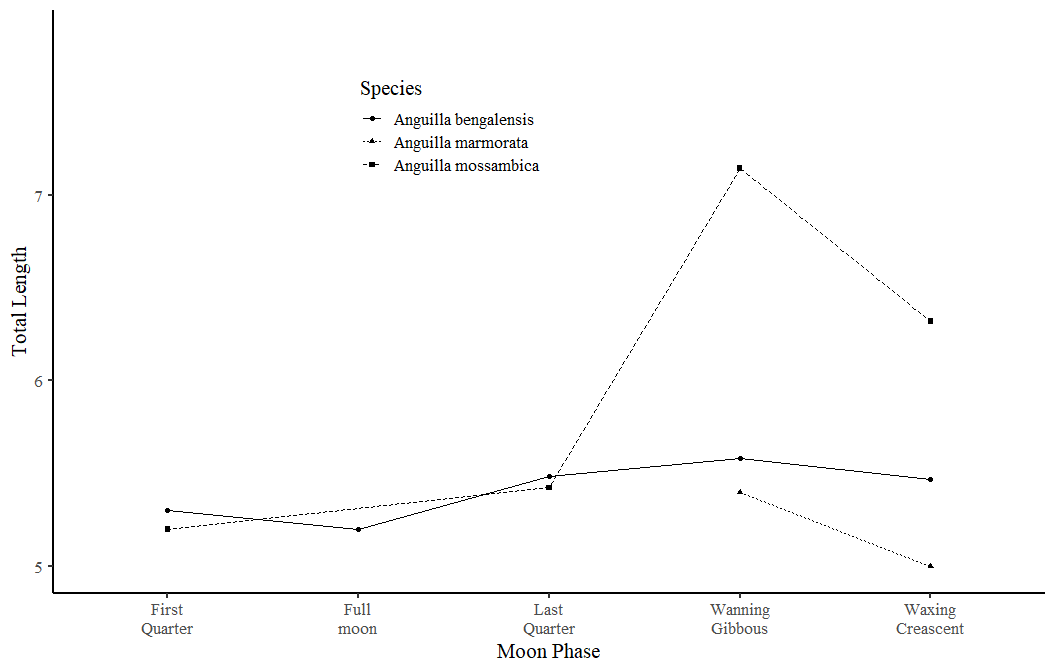 Species
Anguilla bengalensis
Anguilla marmorata
Anguilla mossambica
7
6
5
Total Length
First
Quarter
Full
moon
Last
Quarter
Wanning
Gibbous
Waxing
Creascent
Moon Phase